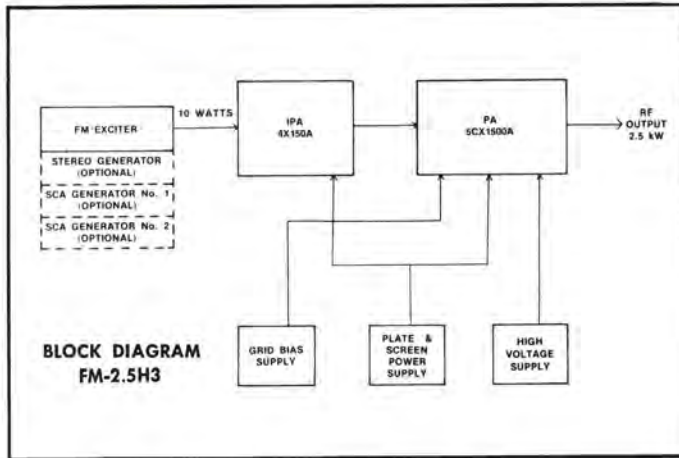 10 WATTS
FM EXCITER
STEREO GENERATOR
(OPTIONAL)
SCA GENERATOR No. 1
(OPTIONAL)
SCA GENERATOR No. 2
(OPTIONAL)
IPA
4X150A
PA
5CX1500A
RF
OUTPUT
2.5 kW
GRID BIAS
SUPPLY
PLATE &
SCREEN
POWER
SUPPLY
HIGH
VOLTAGE
SUPPLY
BLOCK DIAGRAM
FM-2.5H3